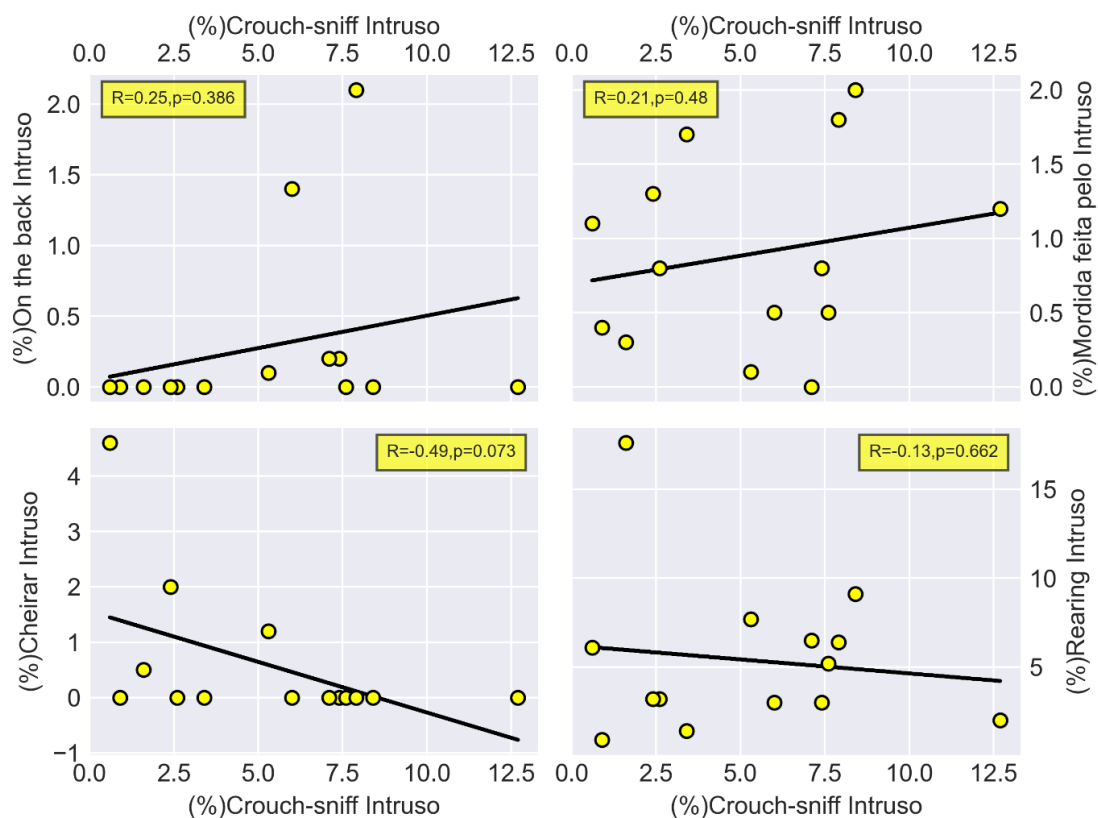 (%)Crouch-sniff Intruso
(%)Crouch-sniff Intruso
0.0 2.5 5.0 7.5 10.0 12.5
0.0 2.5 5.0 7.5 10.0 12.5
R=0.25,p=0.386
(%)On the back Intruso
2.0
1.5
1.0
0.5
0.0
R=0.21,p=0.48
2.0
1.5
1.0
0.5
0.0
(%)Mordida feita pelo Intruso
R=-0.49,p=0.073
(%)Cheirar Intruso
4
3
2
1
0
−1
R=-0.13,p=0.662
15
10
5
(%)Rearing Intruso
0.0 2.5 5.0 7.5 10.0 12.5
0.0 2.5 5.0 7.5 10.0 12.5
(%)Crouch-sniff Intruso
(%)Crouch-sniff Intruso